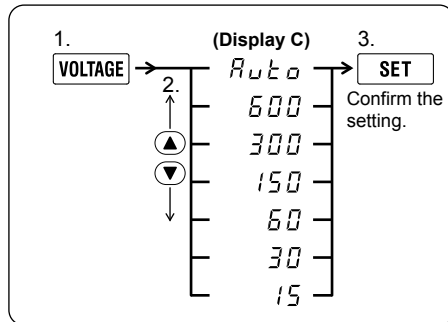 1.
(Display C)
3.
VOLTAGE
Auto
SET
2.
600
Confirm the
setting.
300
150
60
30
15